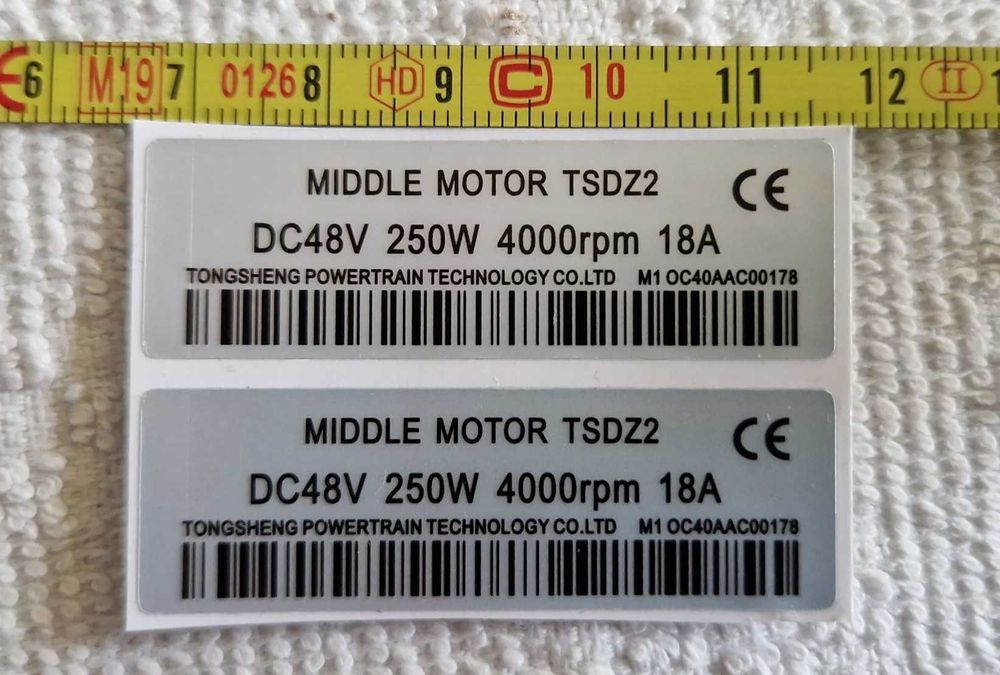 6 M19 7 01268 HD 9 C 10 11 12 II
MIDDLE MOTOR TSDZ2 CE
DC48V 250W 4000rpm 18A
TONGSHENG POWERTRAIN TECHNOLOGY CO.LTD M1 OC40AAC00178
MIDDLE MOTOR TSDZ2 CE
DC48V 250W 4000rpm 18A
TONGSHENG POWERTRAIN TECHNOLOGY CO.LTD M1 OC40AAC00178